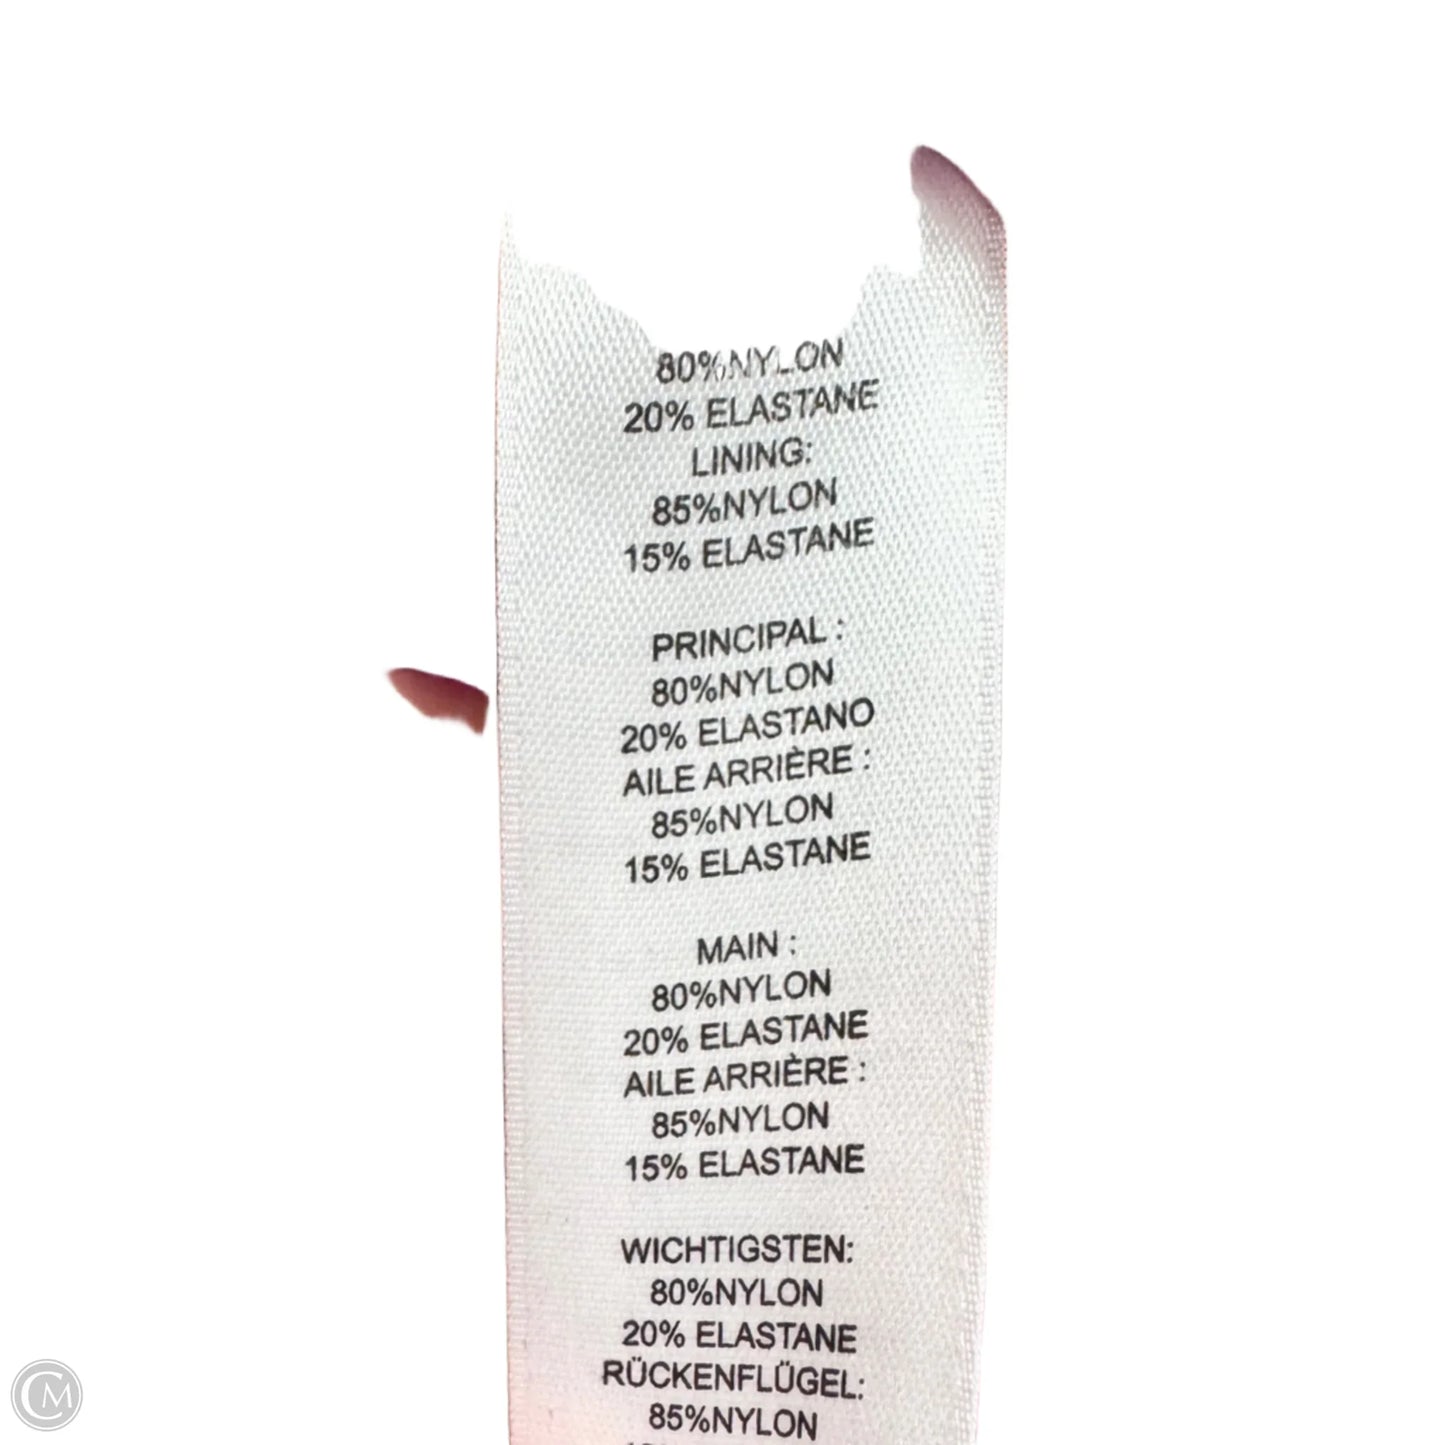 80%NYLON
20% ELASTANE
LINING:
85%NYLON
15% ELASTANE
PRINCIPAL :
80%NYLON
20% ELASTANO
AILE ARRIÈRE :
85%NYLON
15% ELASTANE
MAIN :
80%NYLON
20% ELASTANE
AILE ARRIÈRE :
85%NYLON
15% ELASTANE
WICHTIGSTEN:
80%NYLON
20% ELASTANE
RÜCKENFLÜGEL:
85%NYLON
CM